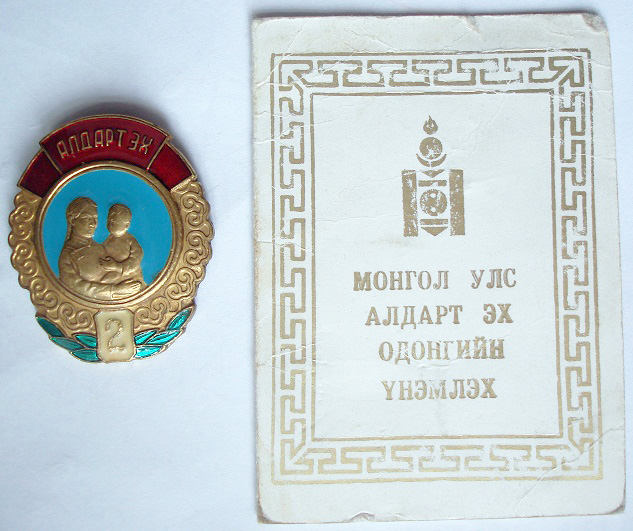 АЛДАРТ ЭХ
2
МОНГОЛ УЛС
АЛДАРТ ЭХ
ОДОНГИЙН
ҮНЭМЛЭХ